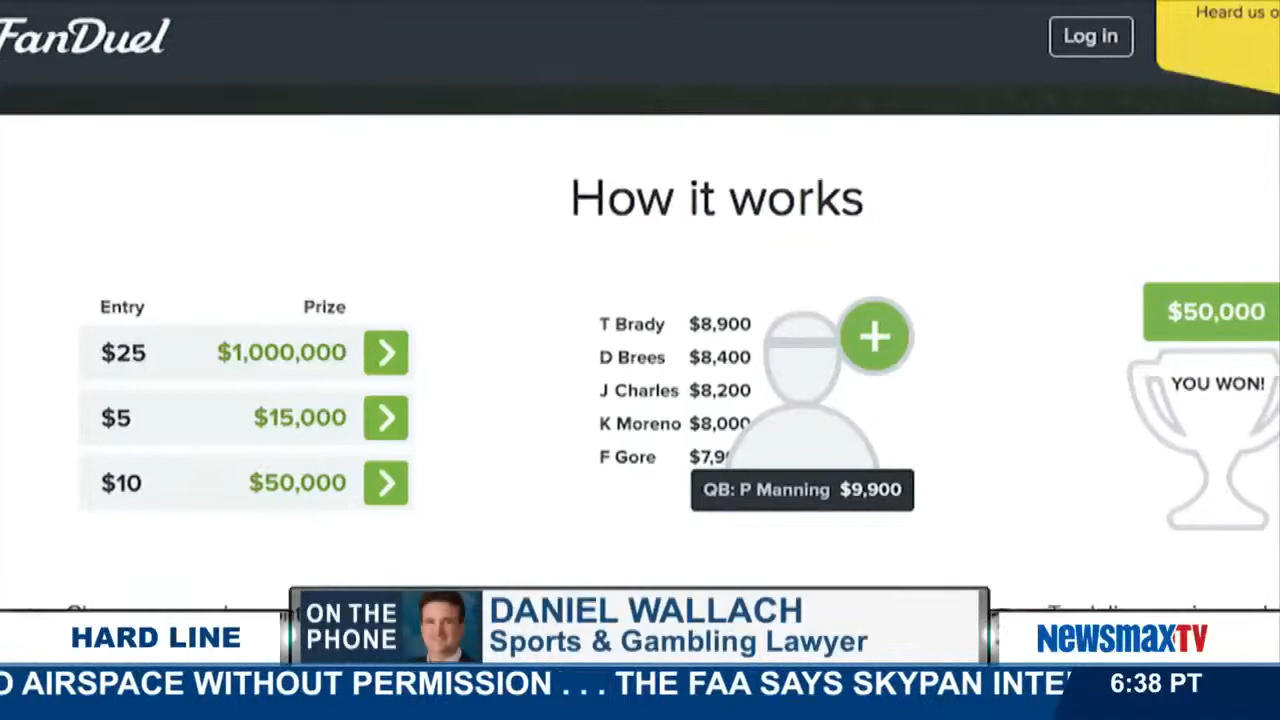 FanDuel
Log in
Heard us o
How it works
Entry Prize
$25 $1,000,000
$5 $15,000
$10 $50,000
T Brady $8,900
D Brees $8,400
J Charles $8,200
K Moreno $8,000
F Gore $7,9
QB: P Manning $9,900
$50,000
YOU WON!
ON THE
PHONE
DANIEL WALLACH
Sports & Gambling Lawyer
HARD LINE
NEWSMAXTV
D AIRSPACE WITHOUT PERMISSION . . . THE FAA SAYS SKYPAN INTE
6:38 PT